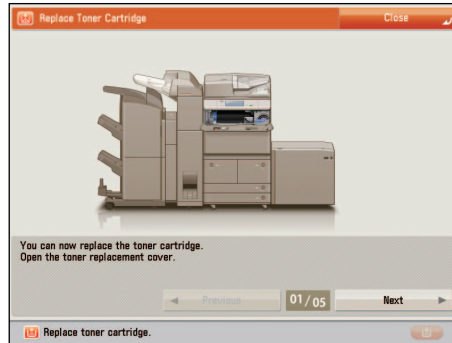 Replace Toner Cartridge
Close
You can now replace the toner cartridge.
Open the toner replacement cover.
Previous
01/05
Next
Replace toner cartridge.